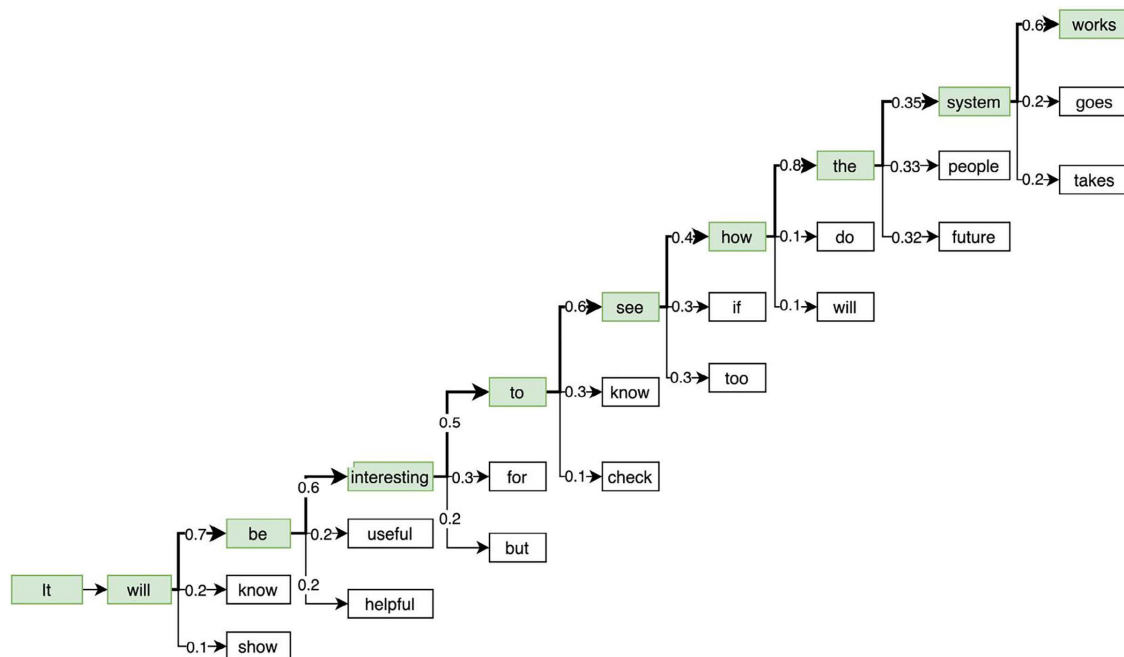 0.6 works
0.35 system
0.2 goes
0.8 the
0.33 people
0.2 takes
0.4 how
0.1 do
0.32 future
0.6 see
0.3 if
0.1 will
0.3 too
to
0.3 know
0.5
0.6 interesting
0.3 for
0.1 check
0.2
0.7 be
0.2 useful
but
It will
0.2 know
0.2
helpful
0.1 show